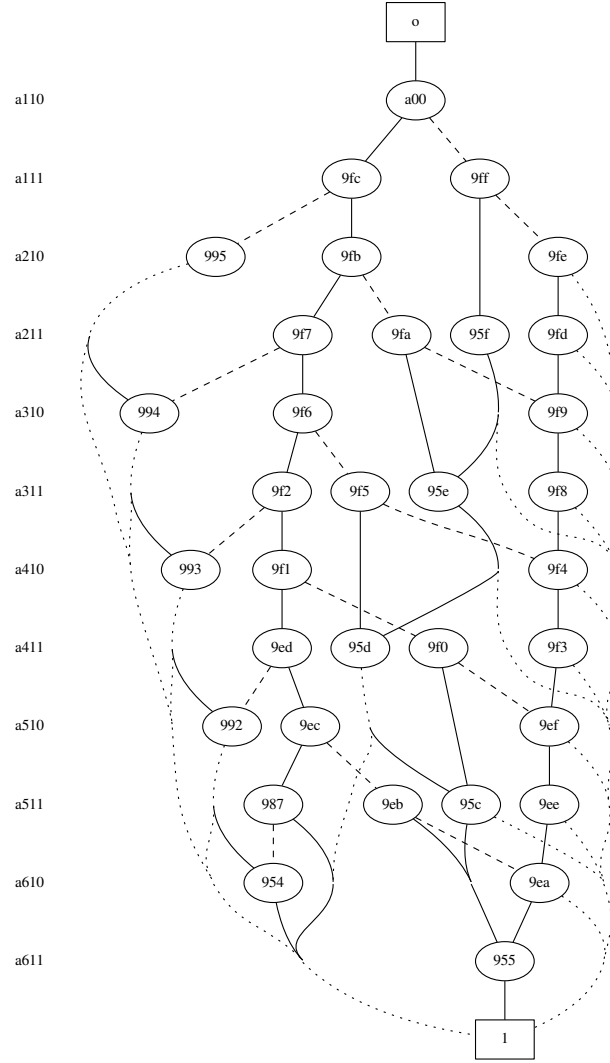 o
a110 a00
a111 9fc 9ff
a210 995 9fb 9fe
a211 9f7 9fa 95f 9fd
a310 994 9f6 9f9
a311 9f2 9f5 95e 9f8
a410 993 9f1 9f4
a411 9ed 95d 9f0 9f3
a510 992 9ec 9ef
a511 987 9eb 95c 9ee
a610 954 9ea
a611 955
1